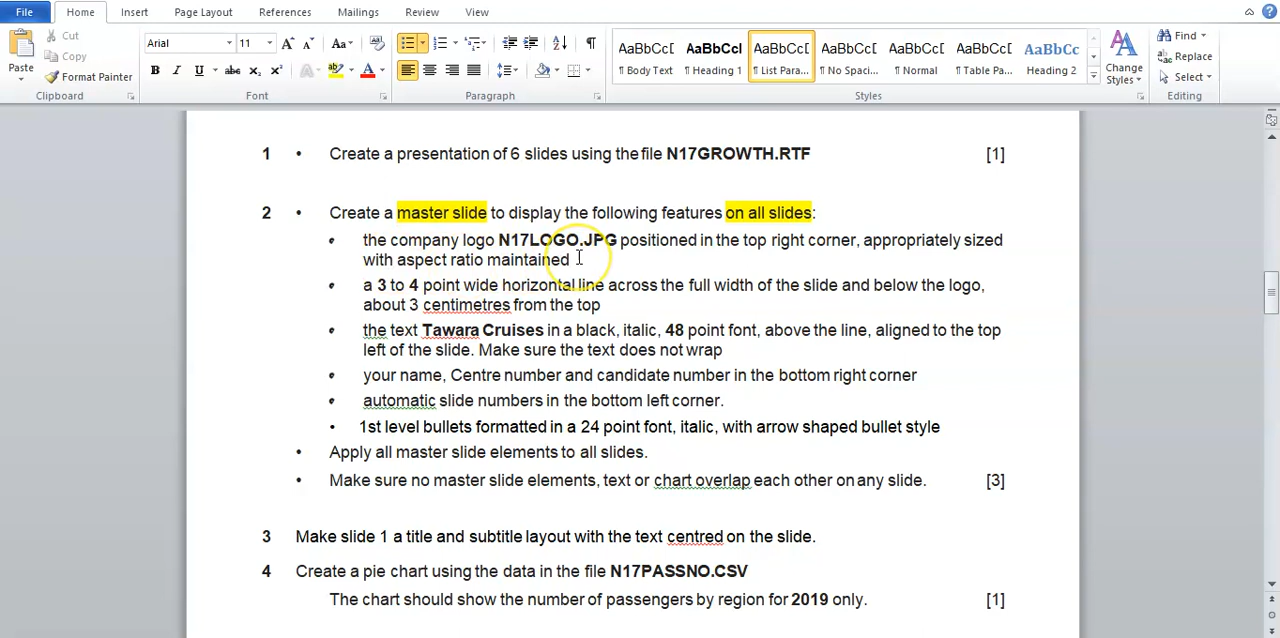 File Home Insert Page Layout References Mailings Review View
Cut
Copy
Format Painter
Paste
Clipboard
Arial 11
Aa
B I U abc x₂ x² A A
Font
Paragraph
AaBbCcD AaBbCcI AaBbCcD AaBbCcD AaBbCcD AaBbCcD AaBbCc
¶ Body Text ¶ Heading 1 ¶ List Para... ¶ No Spaci... ¶ Normal ¶ Table Pa... Heading 2
Styles
Change
Styles
Find
Replace
Select
Editing
1 • Create a presentation of 6 slides using the file N17GROWTH.RTF [1]
2 • Create a master slide to display the following features on all slides:
• the company logo N17LOGO.JPG positioned in the top right corner, appropriately sized
with aspect ratio maintained
• a 3 to 4 point wide horizontal line across the full width of the slide and below the logo,
about 3 centimetres from the top
• the text Tawara Cruises in a black, italic, 48 point font, above the line, aligned to the top
left of the slide. Make sure the text does not wrap
• your name, Centre number and candidate number in the bottom right corner
• automatic slide numbers in the bottom left corner.
• 1st level bullets formatted in a 24 point font, italic, with arrow shaped bullet style
• Apply all master slide elements to all slides.
• Make sure no master slide elements, text or chart overlap each other on any slide. [3]
3 Make slide 1 a title and subtitle layout with the text centred on the slide.
4 Create a pie chart using the data in the file N17PASSNO.CSV
The chart should show the number of passengers by region for 2019 only. [1]